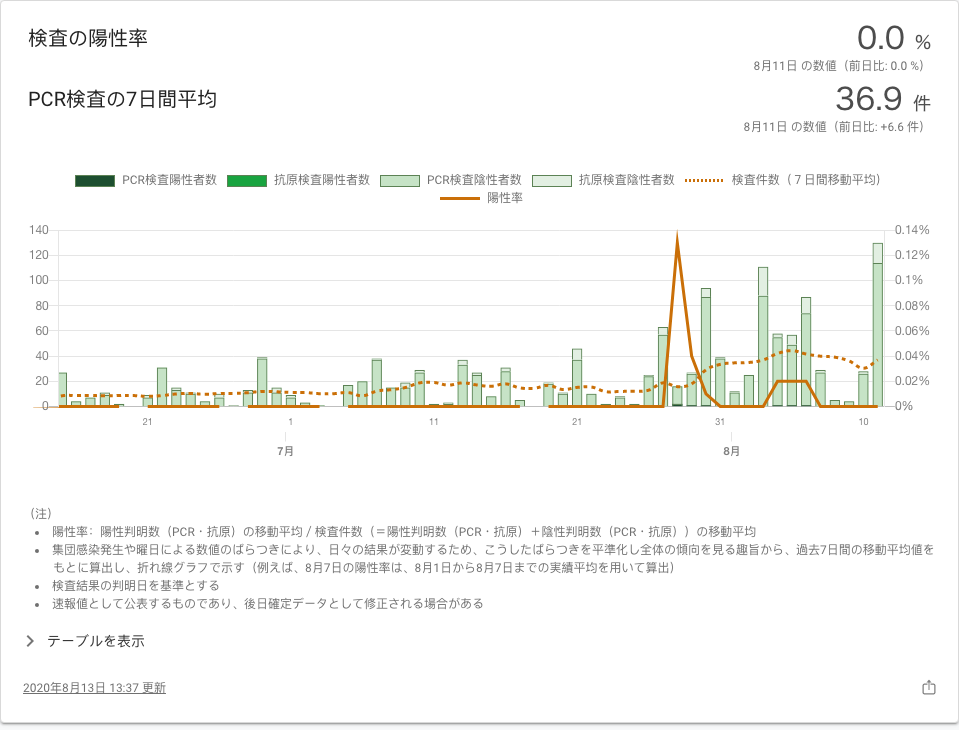 検査の陽性率
0.0 %
8月11日 の数値（前日比: 0.0 %）
PCR検査の7日間平均
36.9 件
8月11日 の数値（前日比: +6.6 件）
PCR検査陽性者数 抗原検査陽性者数 PCR検査陰性者数 抗原検査陰性者数 検査件数（７日間移動平均）
陽性率
140 0.14%
120 0.12%
100 0.1%
80 0.08%
60 0.06%
40 0.04%
20 0.02%
0 0%
21 1 11 21 31 10
7月 8月
（注）
• 陽性率：陽性判明数（PCR・抗原）の移動平均 / 検査件数（＝陽性判明数（PCR・抗原）＋陰性判明数（PCR・抗原））の移動平均
• 集団感染発生や曜日による数値のばらつきにより、日々の結果が変動するため、こうしたばらつきを平準化し全体の傾向を見る趣旨から、過去7日間の移動平均値を
もとに算出し、折れ線グラフで示す（例えば、8月7日の陽性率は、8月1日から8月7日までの実績平均を用いて算出）
• 検査結果の判明日を基準とする
• 速報値として公表するものであり、後日確定データとして修正される場合がある
テーブルを表示
2020年8月13日 13:37 更新